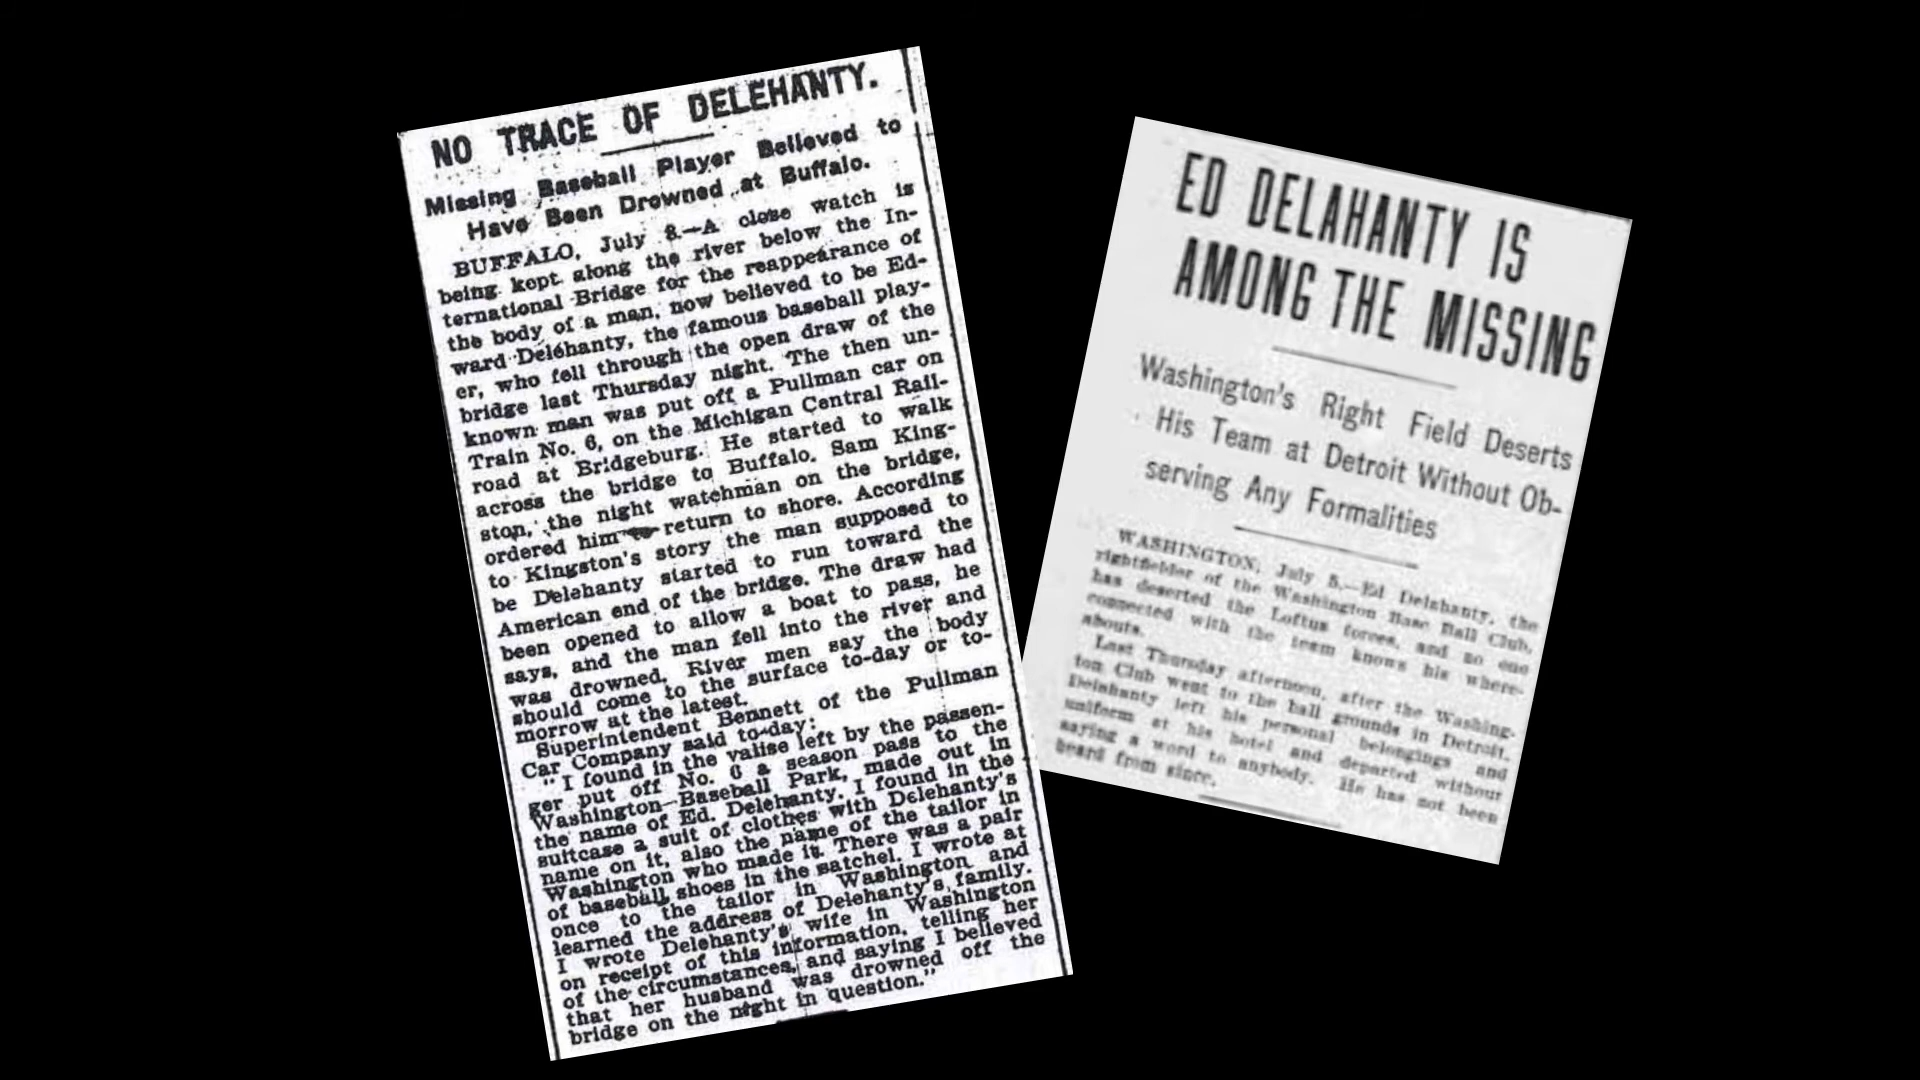 NO TRACE OF DELEHANTY.
Missing Baseball Player Believed to
Have Been Drowned at Buffalo.
BUFFALO, July 8.—A close watch is
being kept along the river below the In-
ternational Bridge for the reappearance of
the body of a man, now believed to be Ed-
ward Delehanty, the famous baseball play-
er, who fell through the open draw of the
bridge last Thursday night. The then un-
known man was put off a Pullman car on
Train No. 6, on the Michigan Central Rail-
road at Bridgeburg. He started to walk
across the bridge to Buffalo. Sam King-
ston, the night watchman on the bridge,
ordered him to return to shore. According
to Kingston's story the man supposed to
be Delehanty started to run toward the
American end of the bridge. The draw had
been opened to allow a boat to pass, he
says, and the man fell into the river and
was drowned. River men say the body
should come to the surface to-day or to-
morrow at the latest.
Superintendent Bennett of the Pullman
Car Company said to-day:
"I found in the valise left by the passen-
ger put off No. 6 a season pass to the
Washington Baseball Park, made out in
the name of Ed. Delehanty. I found in the
suitcase a suit of clothes with Delehanty's
name on it, also the name of the tailor in
Washington who made it. There was a pair
of baseball shoes in the satchel. I wrote at
once to the tailor in Washington and
learned the address of Delehanty's family.
I wrote Delehanty's wife in Washington
on receipt of this information, telling her
of the circumstances, and saying I believed
that her husband was drowned off the
bridge on the night in question."
ED DELAHANTY IS
AMONG THE MISSING
Washington's Right Field Deserts
His Team at Detroit Without Ob-
serving Any Formalities
WASHINGTON, July 8.—Ed Delehanty, the
rightfielder of the Washington Base Ball Club,
has deserted the Loftus forces, and no one
connected with the team knows his where-
abouts.
Last Thursday afternoon, after the Washing-
ton Club went to the ball grounds in Detroit,
Delehanty left his personal belongings and
uniform at his hotel and departed without
saying a word to anybody. He has not been
heard from since.